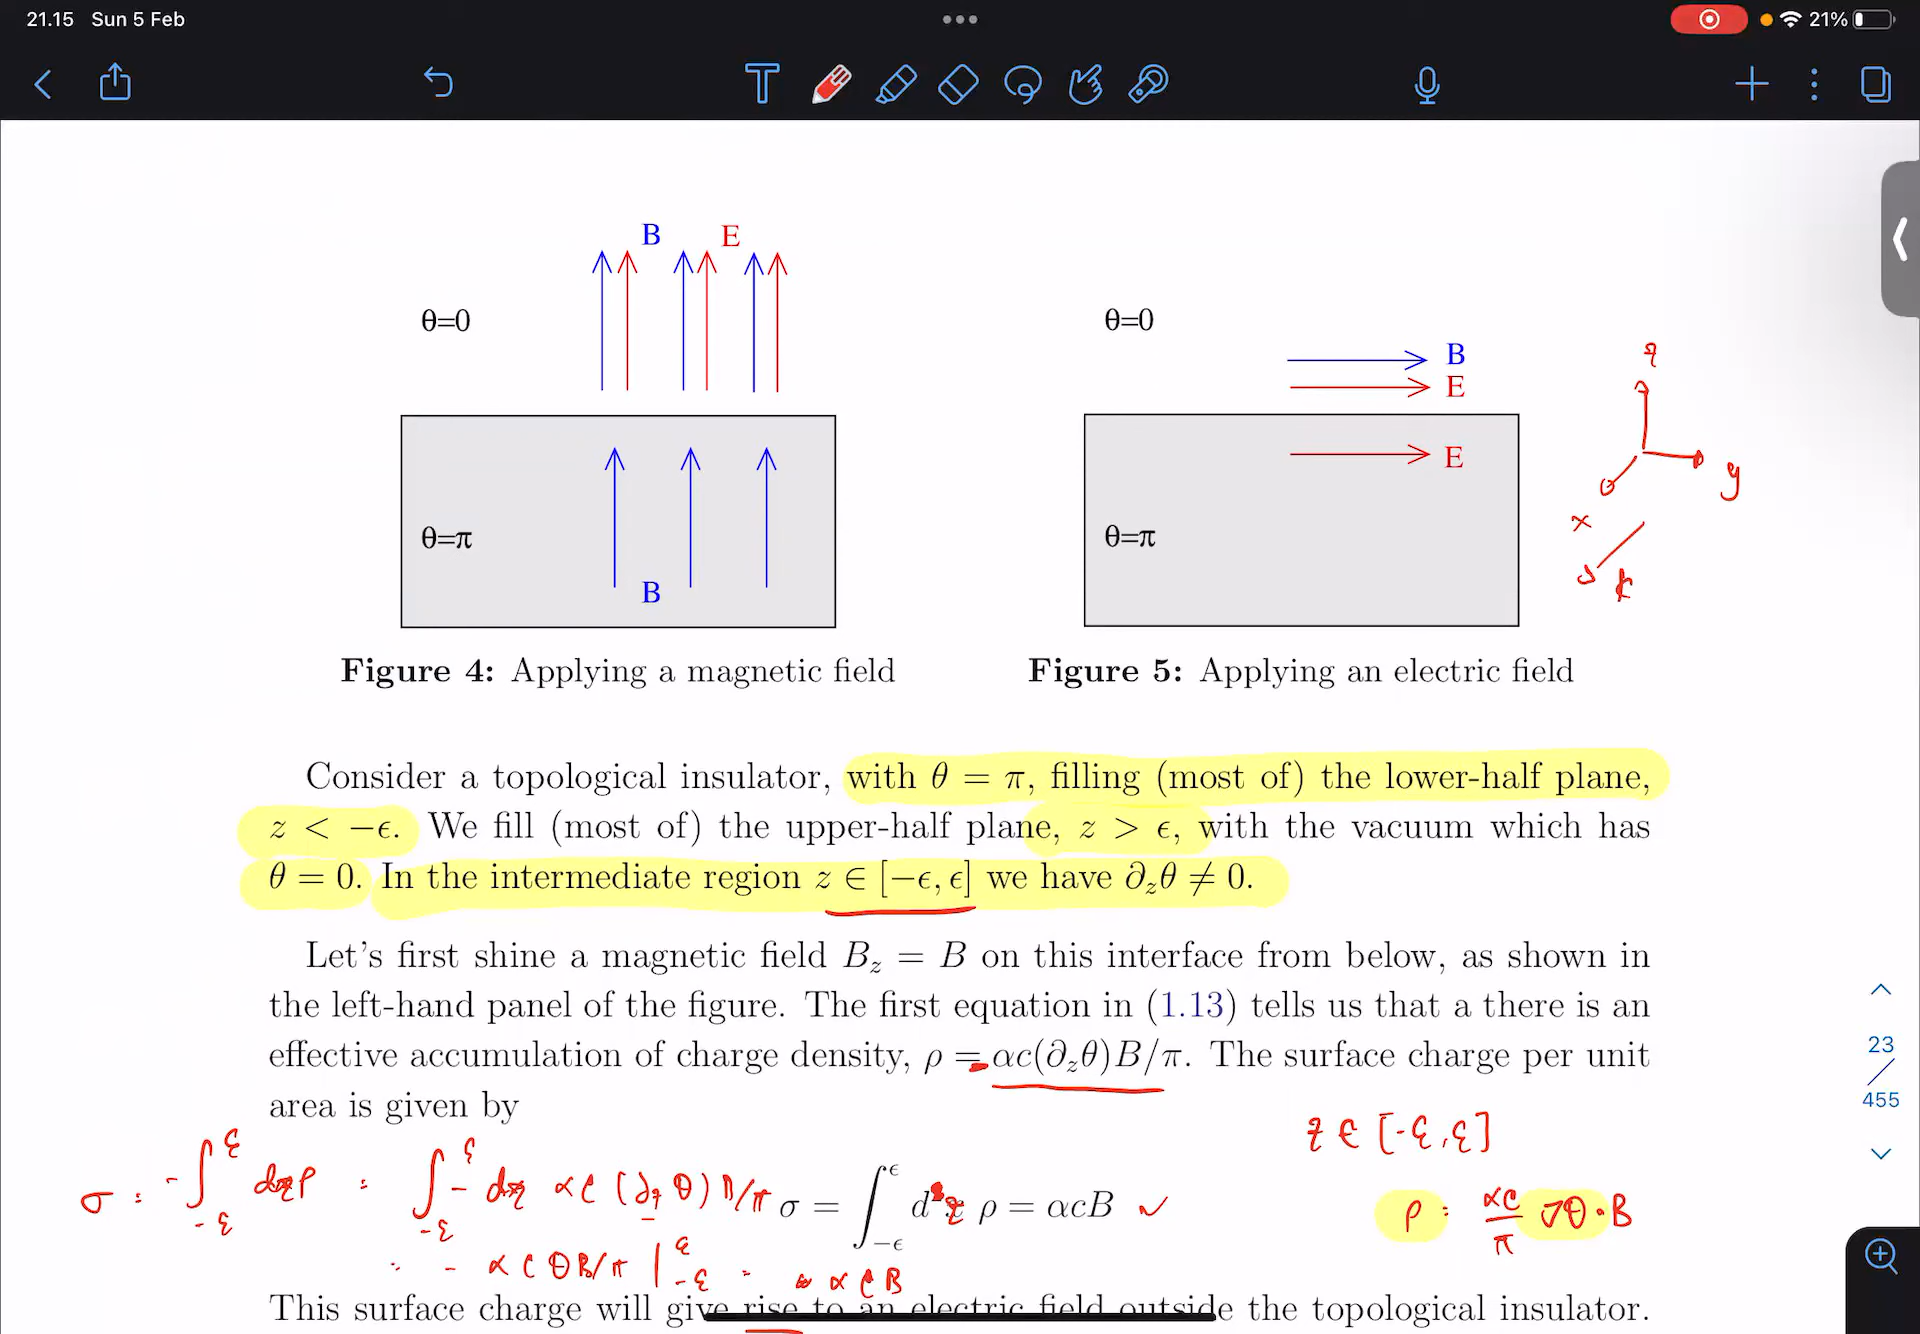 21.15 Sun 5 Feb
21%
B E
θ=0
B
θ=π
θ=0
B
E
E
θ=π
z
y
x
Figure 4: Applying a magnetic field
Figure 5: Applying an electric field
Consider a topological insulator, with θ = π, filling (most of) the lower-half plane,
z < −ϵ. We fill (most of) the upper-half plane, z > ϵ, with the vacuum which has
θ = 0. In the intermediate region z ∈ [−ϵ, ϵ] we have ∂zθ ≠ 0.
Let's first shine a magnetic field Bz = B on this interface from below, as shown in
the left-hand panel of the figure. The first equation in (1.13) tells us that a there is an
effective accumulation of charge density, ρ = αc(∂zθ)B/π. The surface charge per unit
area is given by
z ∈ [-ε, ε]
σ = -∫ ε -ε dz ρ = ∫ ε -ε - dz αc (∂z θ) B/π
σ = ∫ ϵ −ϵ d z ρ = αcB ✓
ρ = αc/π ∇θ · B
= - αc θB/π | ε -ε = αcB
This surface charge will give rise to an electric field outside the topological insulator.
23
/
455